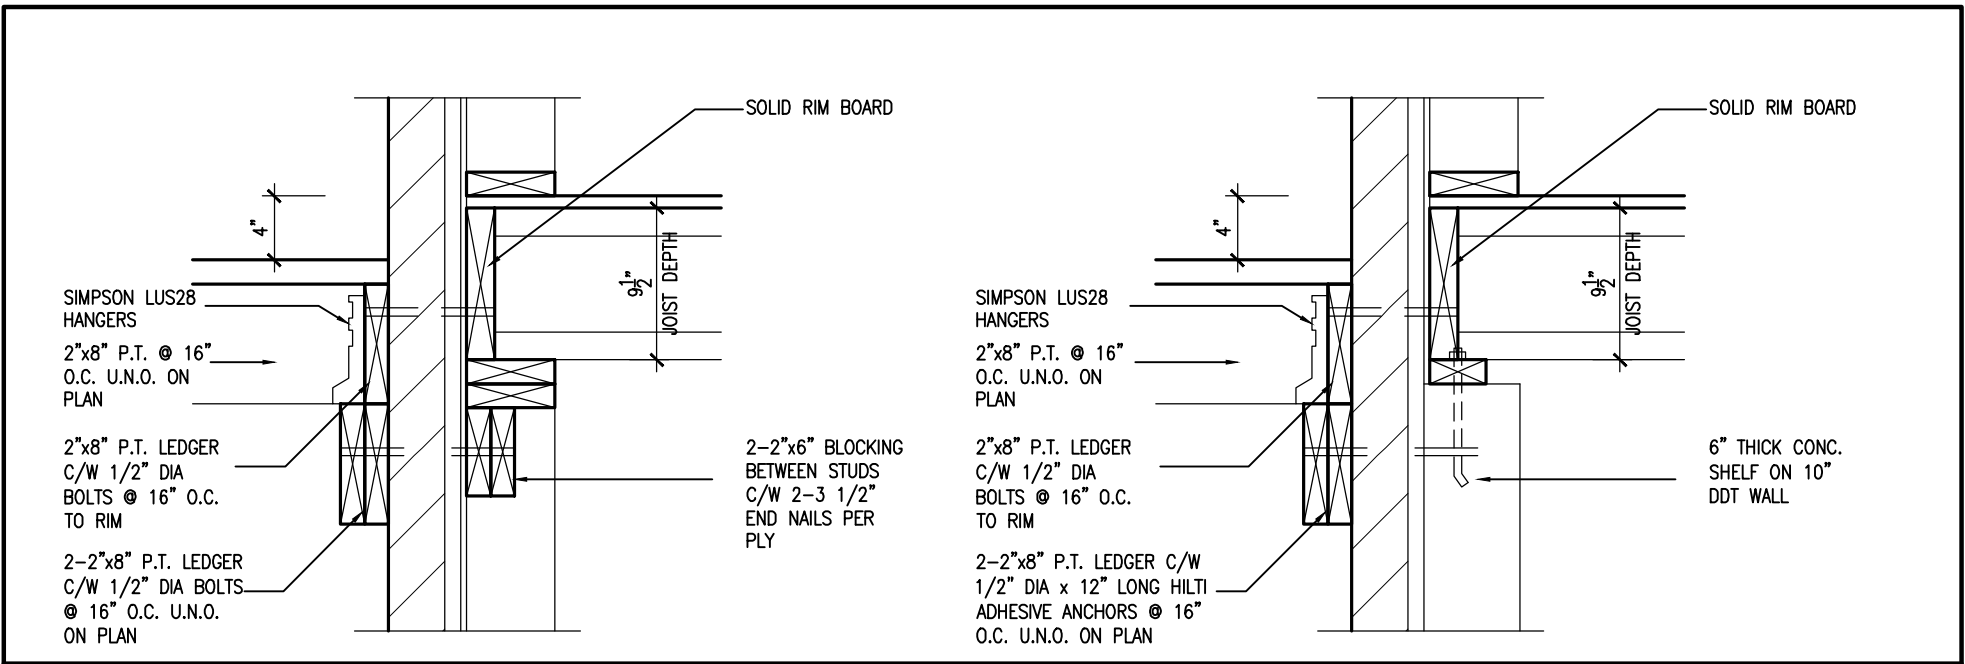 SOLID RIM BOARD
4"
9 1/2"
JOIST DEPTH
SIMPSON LUS28
HANGERS
2"x8" P.T. @ 16"
O.C. U.N.O. ON
PLAN
2"x8" P.T. LEDGER
C/W 1/2" DIA
BOLTS @ 16" O.C.
TO RIM
2-2"x8" P.T. LEDGER
C/W 1/2" DIA BOLTS
@ 16" O.C. U.N.O.
ON PLAN
2-2"x6" BLOCKING
BETWEEN STUDS
C/W 2-3 1/2"
END NAILS PER
PLY
SOLID RIM BOARD
4"
9 1/2"
JOIST DEPTH
SIMPSON LUS28
HANGERS
2"x8" P.T. @ 16"
O.C. U.N.O. ON
PLAN
2"x8" P.T. LEDGER
C/W 1/2" DIA
BOLTS @ 16" O.C.
TO RIM
2-2"x8" P.T. LEDGER C/W
1/2" DIA x 12" LONG HILTI
ADHESIVE ANCHORS @ 16"
O.C. U.N.O. ON PLAN
6" THICK CONC.
SHELF ON 10"
DDT WALL